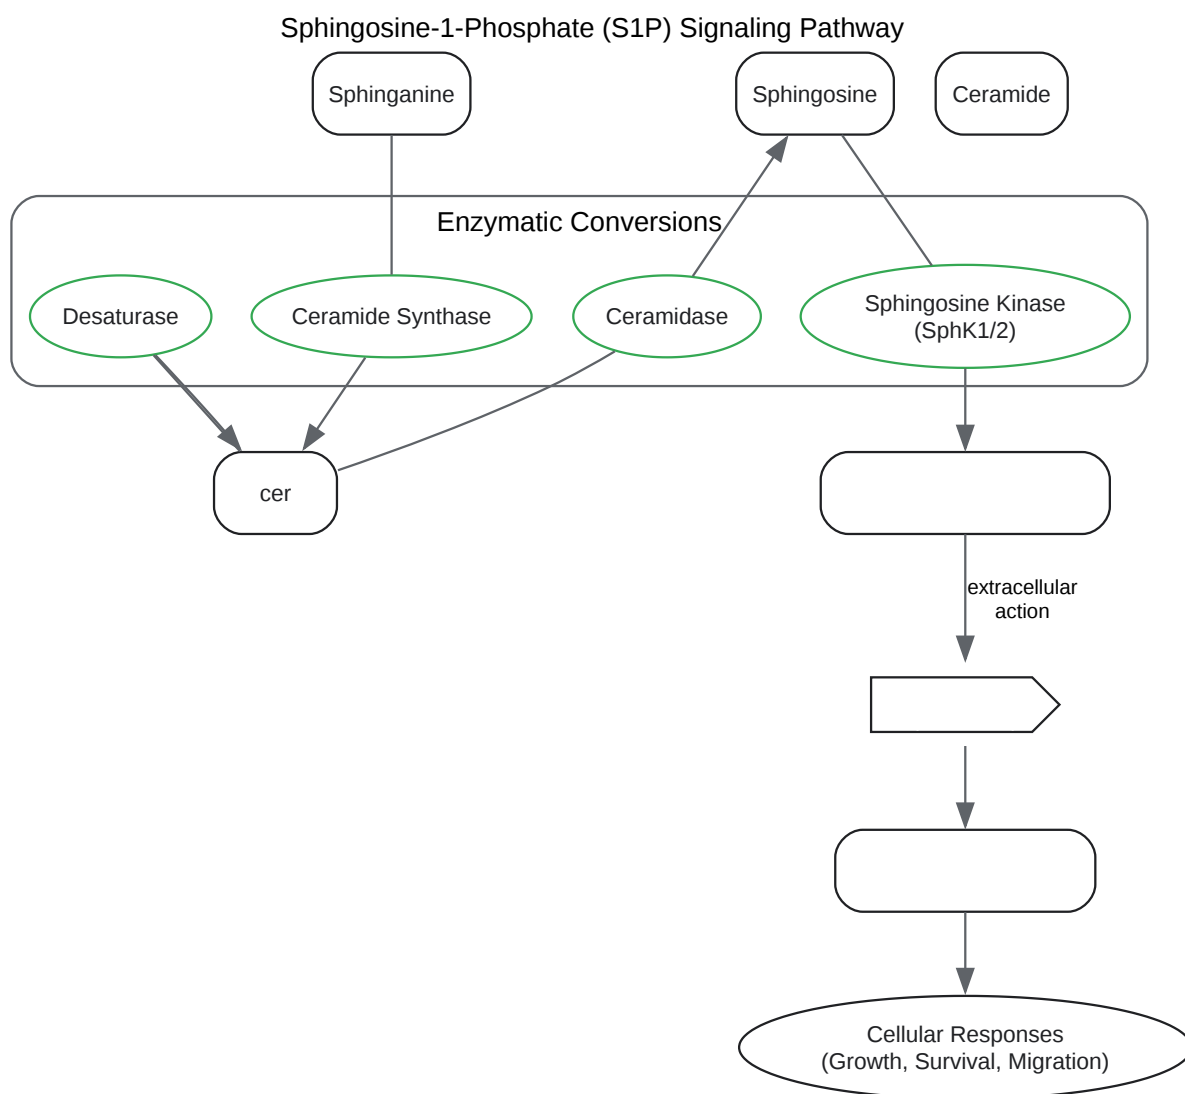 Sphingosine-1-Phosphate (S1P) Signaling Pathway
Sphinganine
Sphingosine
Ceramide
Enzymatic Conversions
Desaturase
Ceramide Synthase
Ceramidase
Sphingosine Kinase
(SphK1/2)
cer
extracellular
action
Cellular Responses
(Growth, Survival, Migration)